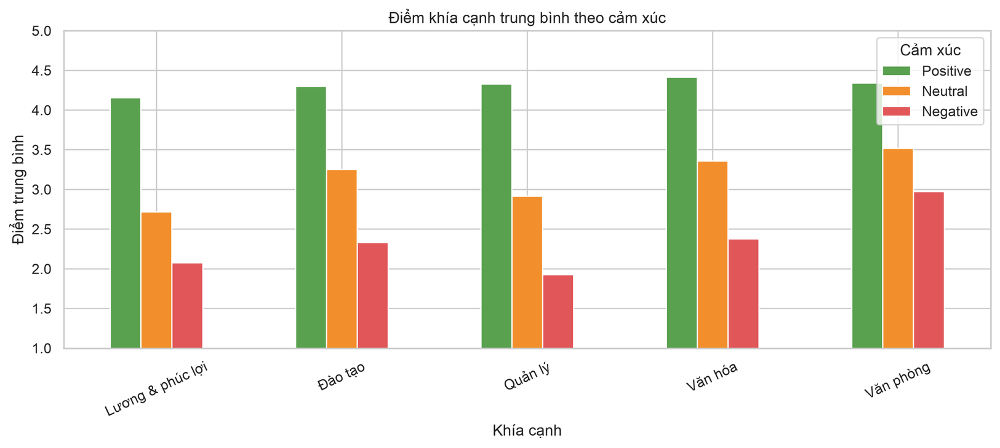 Điểm khía cạnh trung bình theo cảm xúc
Điểm trung bình
5.0
4.5
4.0
3.5
3.0
2.5
2.0
1.5
1.0
Cảm xúc
Positive
Neutral
Negative
Lương & phúc lợi
Đào tạo
Quản lý
Văn hóa
Văn phòng
Khía cạnh